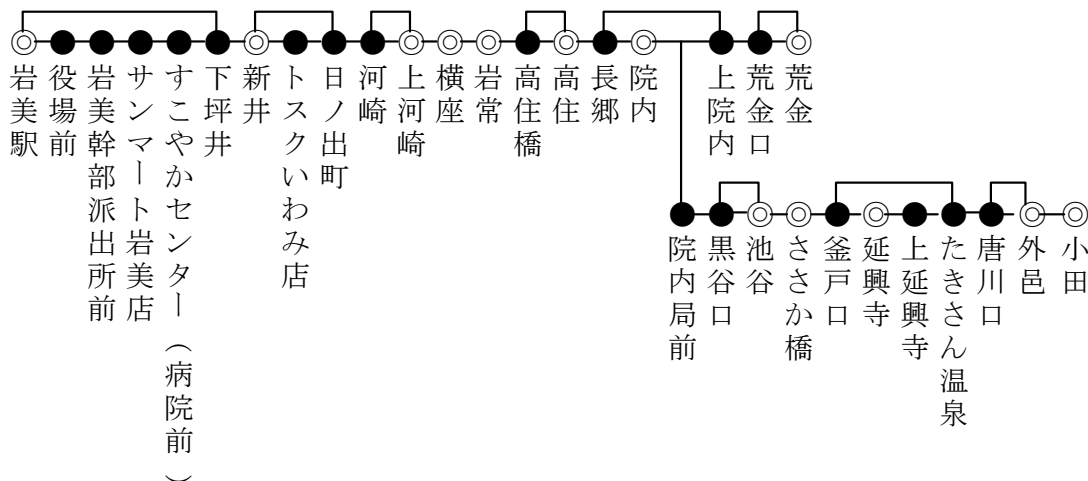 岩美駅
役場前
岩美幹部派出所前
サンマート岩美店
すこやかセンター（病院前）
下坪井
新井
トスクいわみ店
日ノ出町
河崎
上河崎
横座
岩常
高住橋
高住
長郷
院内
上院内
荒金口
荒金
院内局前
黒谷口
池谷
ささか橋
釜戸口
延興寺
上延興寺
たきさん温泉
唐川口
外邑
小田